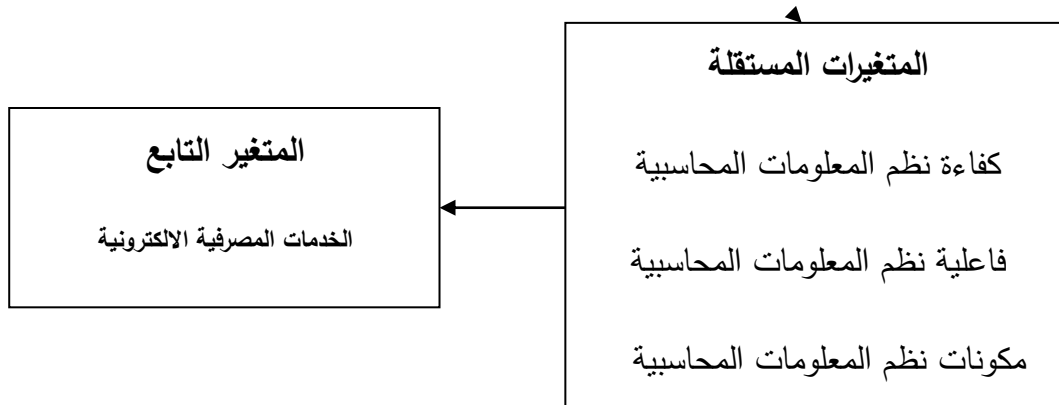 المتغيرات المستقلة
كفاءة نظم المعلومات المحاسبية
فاعلية نظم المعلومات المحاسبية
مكونات نظم المعلومات المحاسبية
المتغير التابع
الخدمات المصرفية الالكترونية